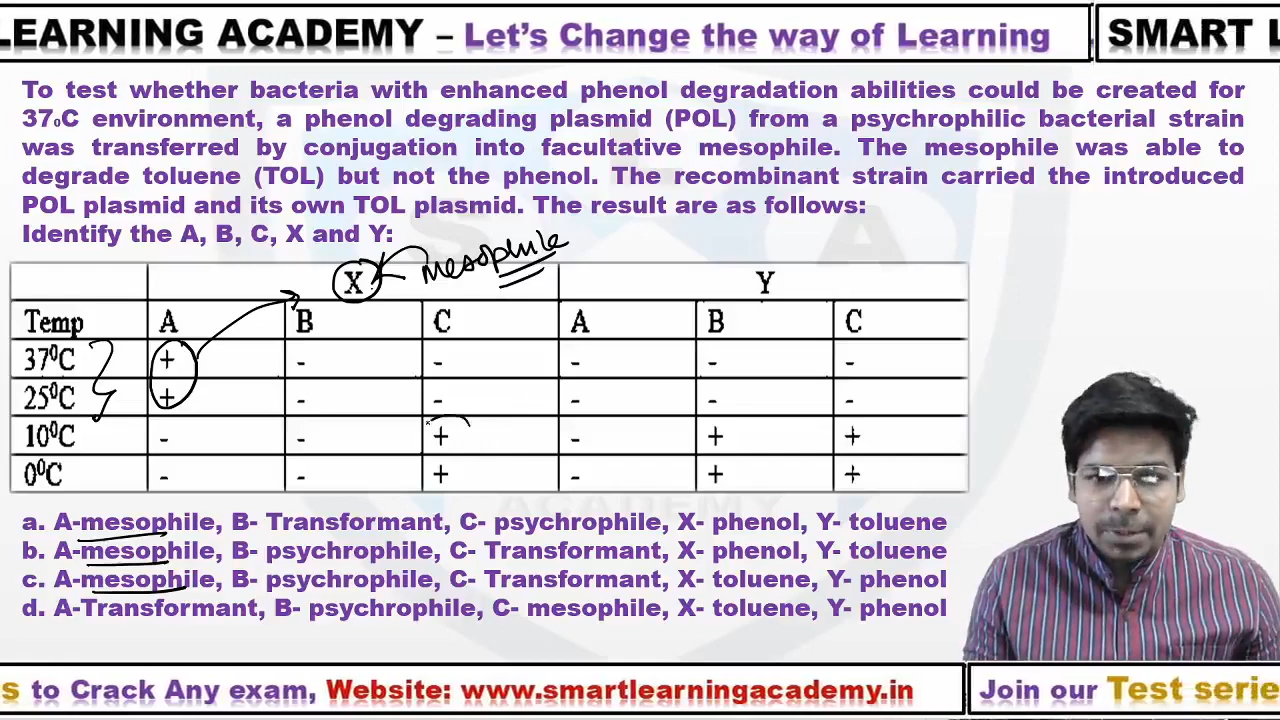 LEARNING ACADEMY – Let's Change the way of Learning SMART L
To test whether bacteria with enhanced phenol degradation abilities could be created for
37₀C environment, a phenol degrading plasmid (POL) from a psychrophilic bacterial strain
was transferred by conjugation into facultative mesophile. The mesophile was able to
degrade toluene (TOL) but not the phenol. The recombinant strain carried the introduced
POL plasmid and its own TOL plasmid. The result are as follows:
Identify the A, B, C, X and Y:
mesophile
X Y
Temp A B C A B C
37⁰C + - - - - -
25⁰C + - - - - -
10⁰C - - + - + +
0⁰C - - + - + +
a. A-mesophile, B- Transformant, C- psychrophile, X- phenol, Y- toluene
b. A-mesophile, B- psychrophile, C- Transformant, X- phenol, Y- toluene
c. A-mesophile, B- psychrophile, C- Transformant, X- toluene, Y- phenol
d. A-Transformant, B- psychrophile, C- mesophile, X- toluene, Y- phenol
S A
ACADEMY
s to Crack Any exam, Website: www.smartlearningacademy.in Join our Test serie